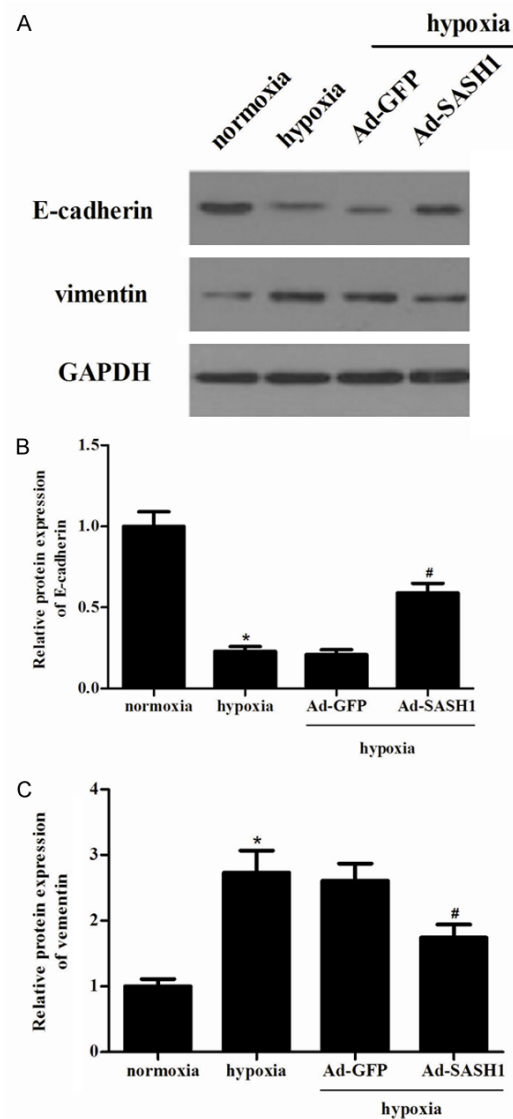 A
hypoxia
normoxia
hypoxia
Ad-GFP
Ad-SASH1
E-cadherin
vimentin
GAPDH
B
Relative protein expression
of E-cadherin
1.5
1.0
0.5
0.0
*
#
normoxia
hypoxia
Ad-GFP
Ad-SASH1
hypoxia
C
Relative protein expression
of vementin
4
3
2
1
0
*
#
normoxia
hypoxia
Ad-GFP
Ad-SASH1
hypoxia